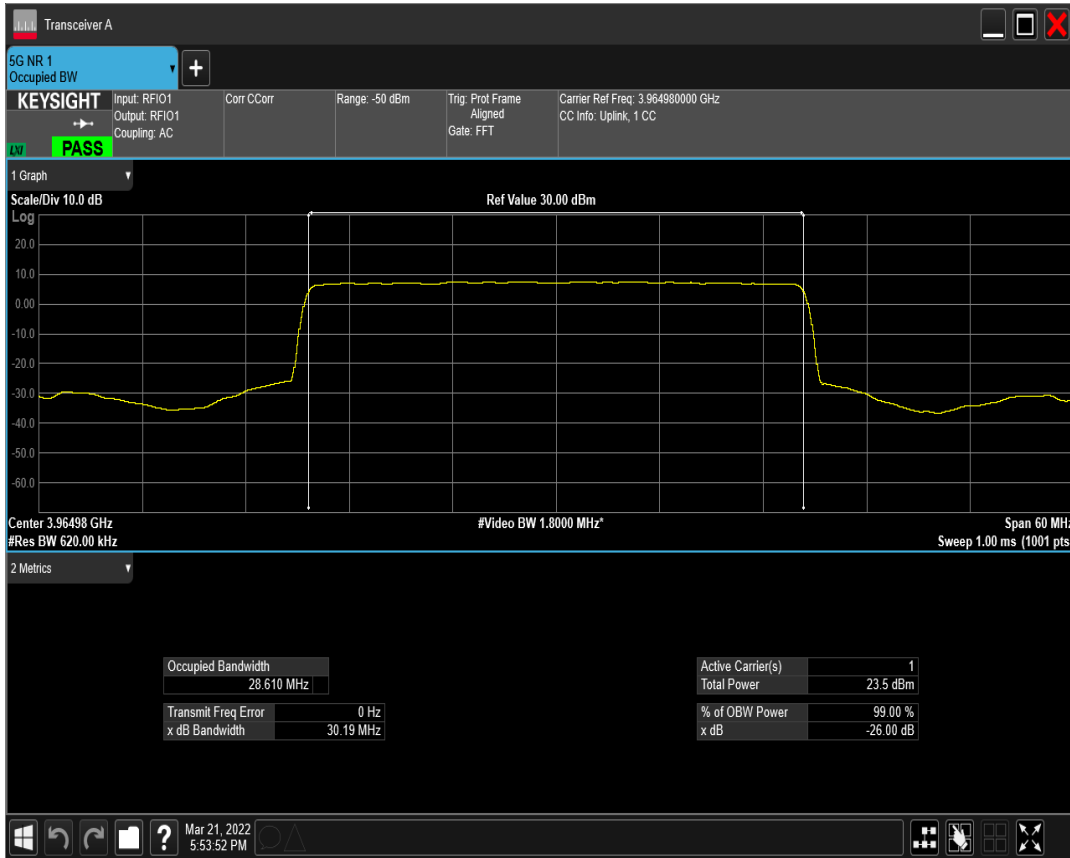 Transceiver A
5G NR 1
Occupied BW
KEYSIGHT
LXI
PASS
Input: RFIO1
Output: RFIO1
Coupling: AC
Corr CCorr
Range: -50 dBm
Trig: Prot Frame
Aligned
Gate: FFT
Carrier Ref Freq: 3.964980000 GHz
CC Info: Uplink, 1 CC
1 Graph
Scale/Div 10.0 dB
Ref Value 30.00 dBm
Log
20.0
10.0
0.00
-10.0
-20.0
-30.0
-40.0
-50.0
-60.0
Center 3.96498 GHz
#Video BW 1.8000 MHz*
Span 60 MHz
#Res BW 620.00 kHz
Sweep 1.00 ms (1001 pts
2 Metrics
Occupied Bandwidth
28.610 MHz
Transmit Freq Error 0 Hz
x dB Bandwidth 30.19 MHz
Active Carrier(s) 1
Total Power 23.5 dBm
% of OBW Power 99.00 %
x dB -26.00 dB
?
Mar 21, 2022
5:53:52 PM